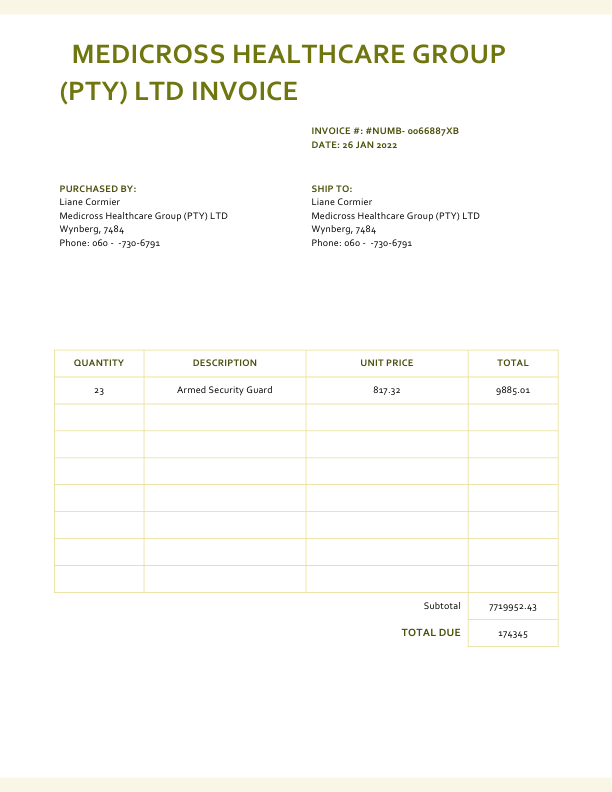 MEDICROSS HEALTHCARE GROUP
(PTY) LTD INVOICE
INVOICE #: #NUMB- 0066887XB
DATE: 26 JAN 2022
PURCHASED BY:
Liane Cormier
Medicross Healthcare Group (PTY) LTD
Wynberg, 7484
Phone: 060 -  -730-6791
SHIP TO:
Liane Cormier
Medicross Healthcare Group (PTY) LTD
Wynberg, 7484
Phone: 060 -  -730-6791
QUANTITY DESCRIPTION UNIT PRICE TOTAL
23 Armed Security Guard 817.32 9885.01
Subtotal 7719952.43
TOTAL DUE 174345